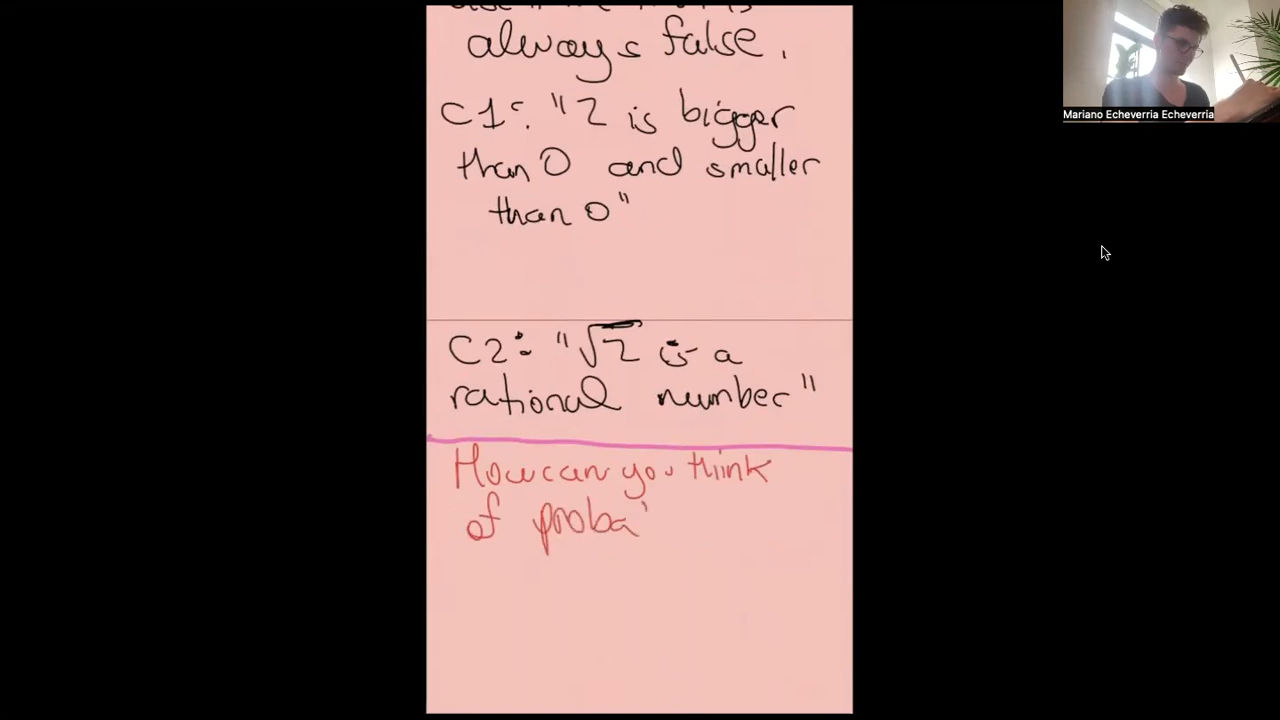 always false.
C1: "2 is bigger
than 0 and smaller
than 0"
C2: "√2 is a
rational number"
How can you think
of proba
Mariano Echeverria Echeverria